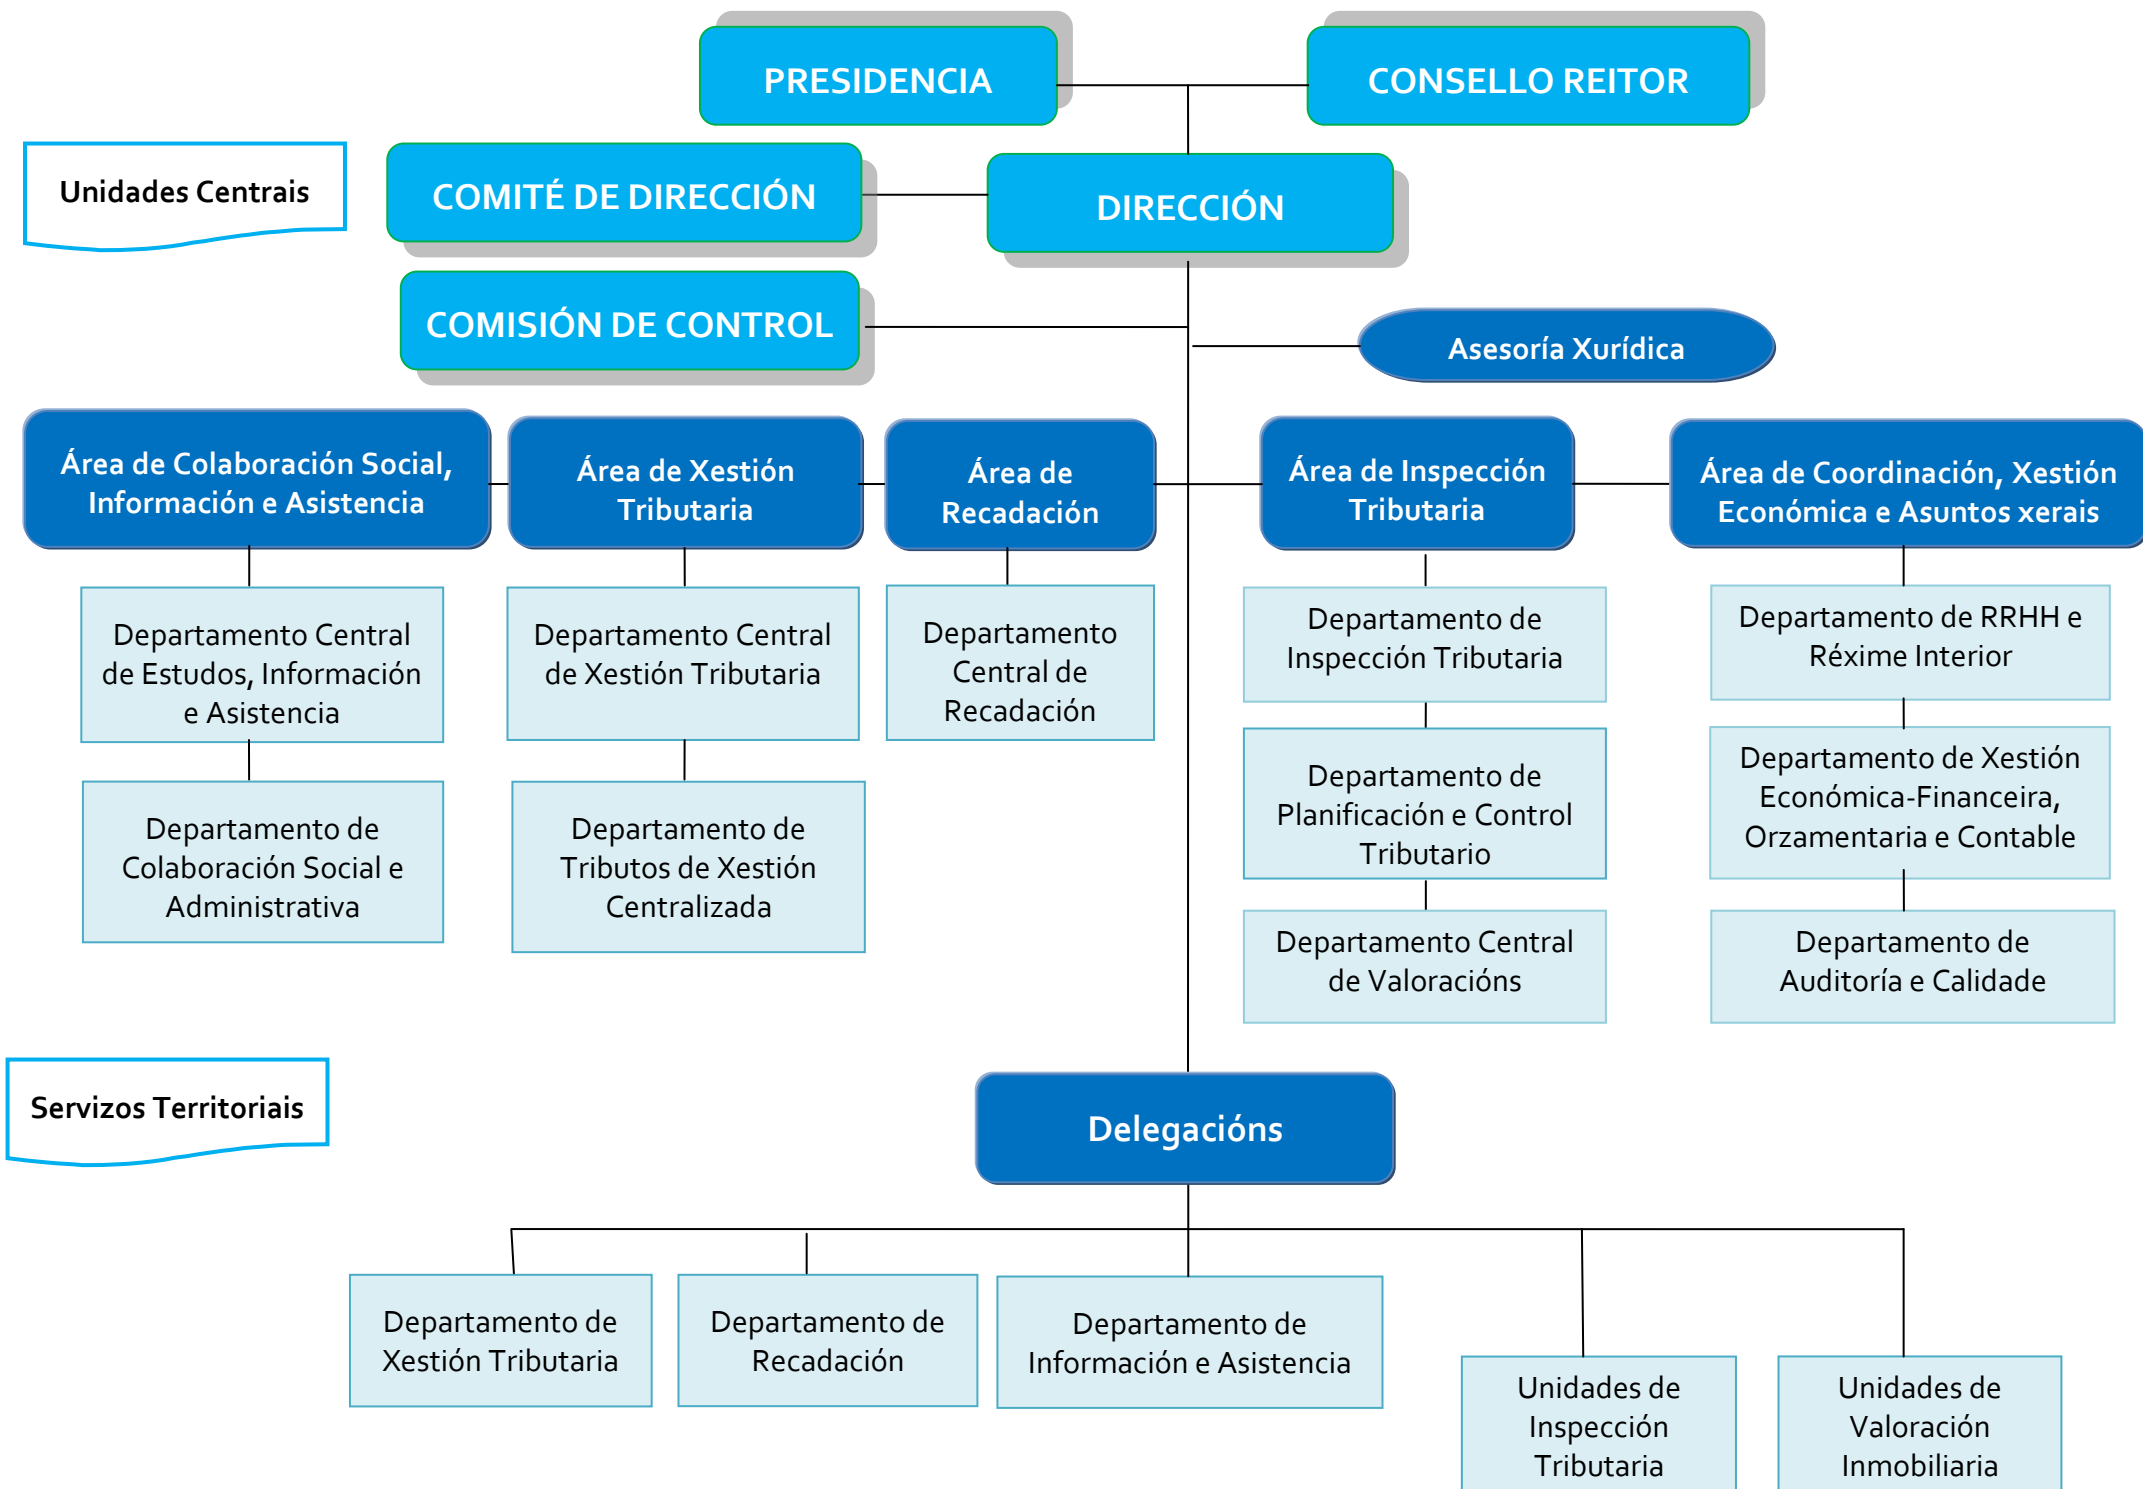 PRESIDENCIA
CONSELLO REITOR
Unidades Centrais
COMITÉ DE DIRECCIÓN
DIRECCIÓN
COMISIÓN DE CONTROL
Asesoría Xurídica
Área de Colaboración Social,
Información e Asistencia
Área de Xestión
Tributaria
Área de
Recadación
Área de Inspección
Tributaria
Área de Coordinación, Xestión
Económica e Asuntos xerais
Departamento Central
de Estudos, Información
e Asistencia
Departamento Central
de Xestión Tributaria
Departamento
Central de
Recadación
Departamento de
Inspección Tributaria
Departamento de RRHH e
Réxime Interior
Departamento de
Colaboración Social e
Administrativa
Departamento de
Tributos de Xestión
Centralizada
Departamento de
Planificación e Control
Tributario
Departamento de Xestión
Económica-Financeira,
Orzamentaria e Contable
Departamento Central
de Valoracións
Departamento de
Auditoría e Calidade
Servizos Territoriais
Delegacións
Departamento de
Xestión Tributaria
Departamento de
Recadación
Departamento de
Información e Asistencia
Unidades de
Inspección
Tributaria
Unidades de
Valoración
Inmobiliaria